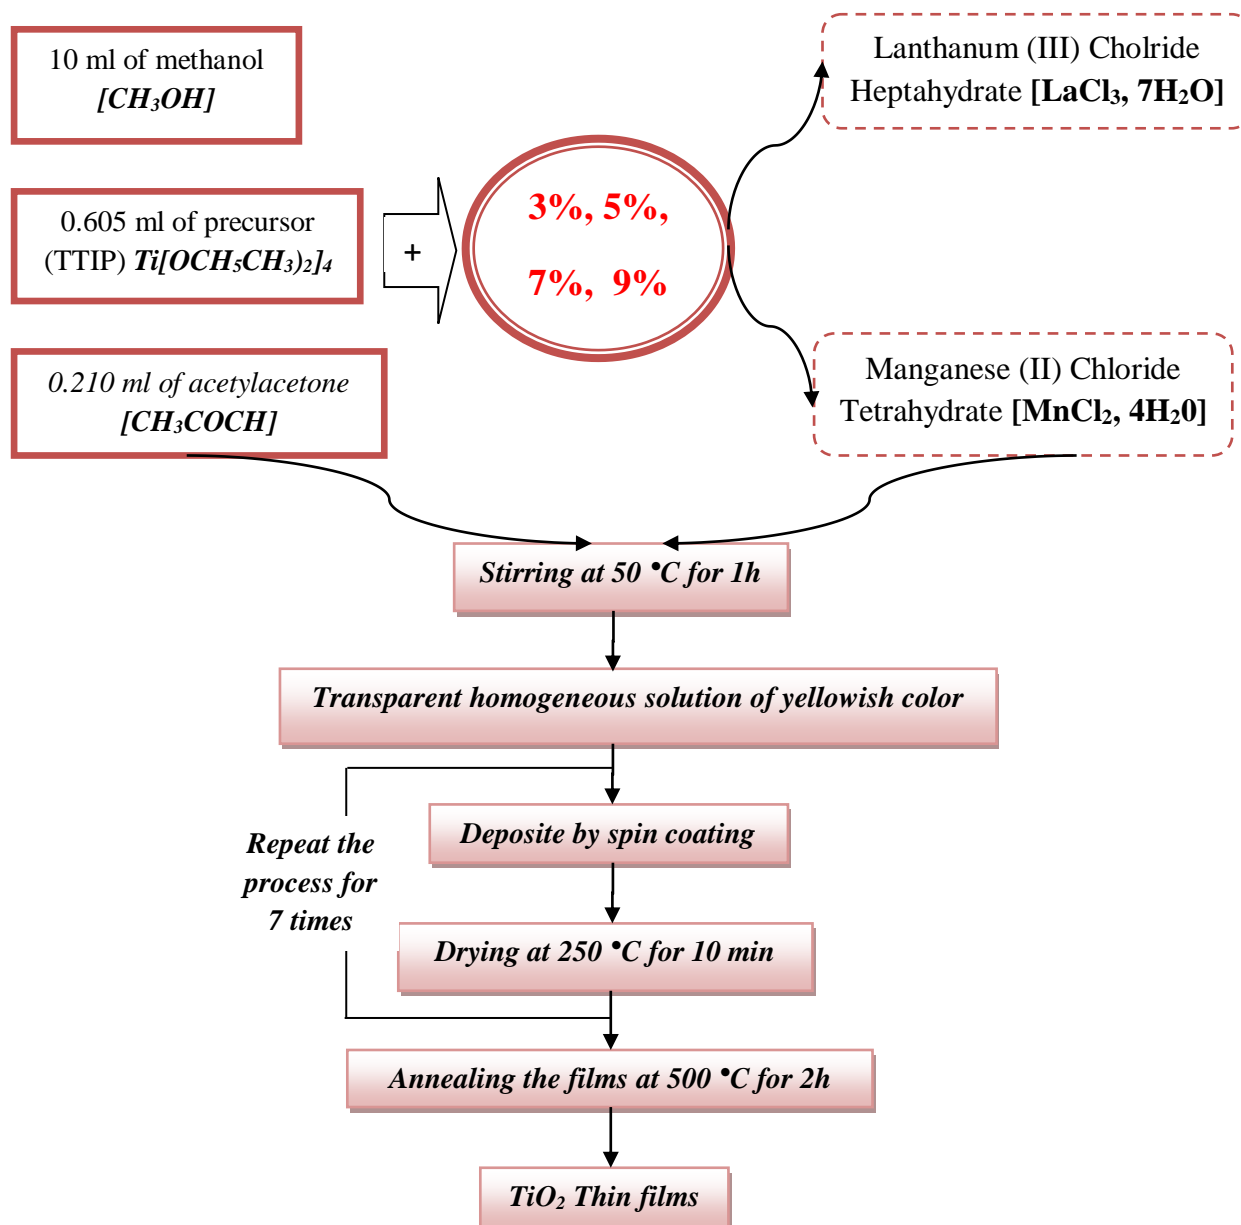 10 ml of methanol
[CH₃OH]
0.605 ml of precursor
(TTIP) Ti[OCH₅CH₃)₂]₄
0.210 ml of acetylacetone
[CH₃COCH]
+
3%, 5%,
7%, 9%
Lanthanum (III) Cholride
Heptahydrate [LaCl₃, 7H₂O]
Manganese (II) Chloride
Tetrahydrate [MnCl₂, 4H₂0]
Stirring at 50 °C for 1h
Transparent homogeneous solution of yellowish color
Repeat the
process for
7 times
Deposite by spin coating
Drying at 250 °C for 10 min
Annealing the films at 500 °C for 2h
TiO₂ Thin films